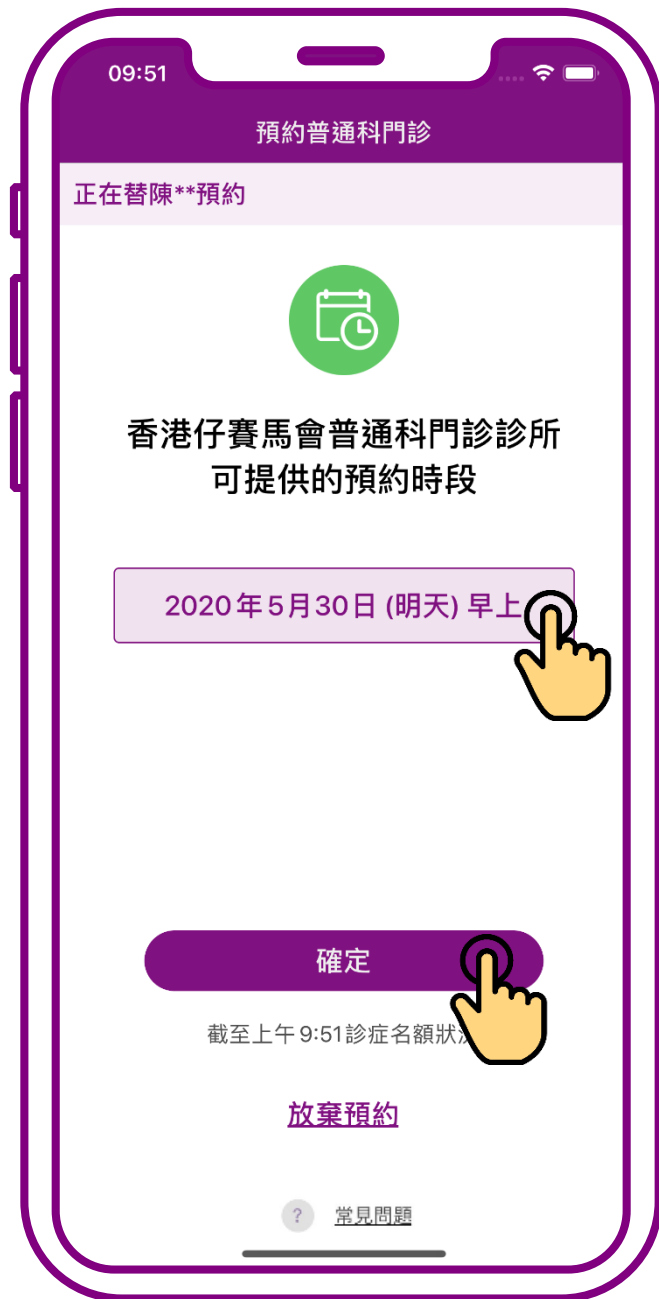 09:51
預約普通科門診
正在替陳**預約
香港仔賽馬會普通科門診診所
可提供的預約時段
2020年5月30日 (明天) 早上
確定
截至上午9:51診症名額狀
放棄預約
? 常見問題